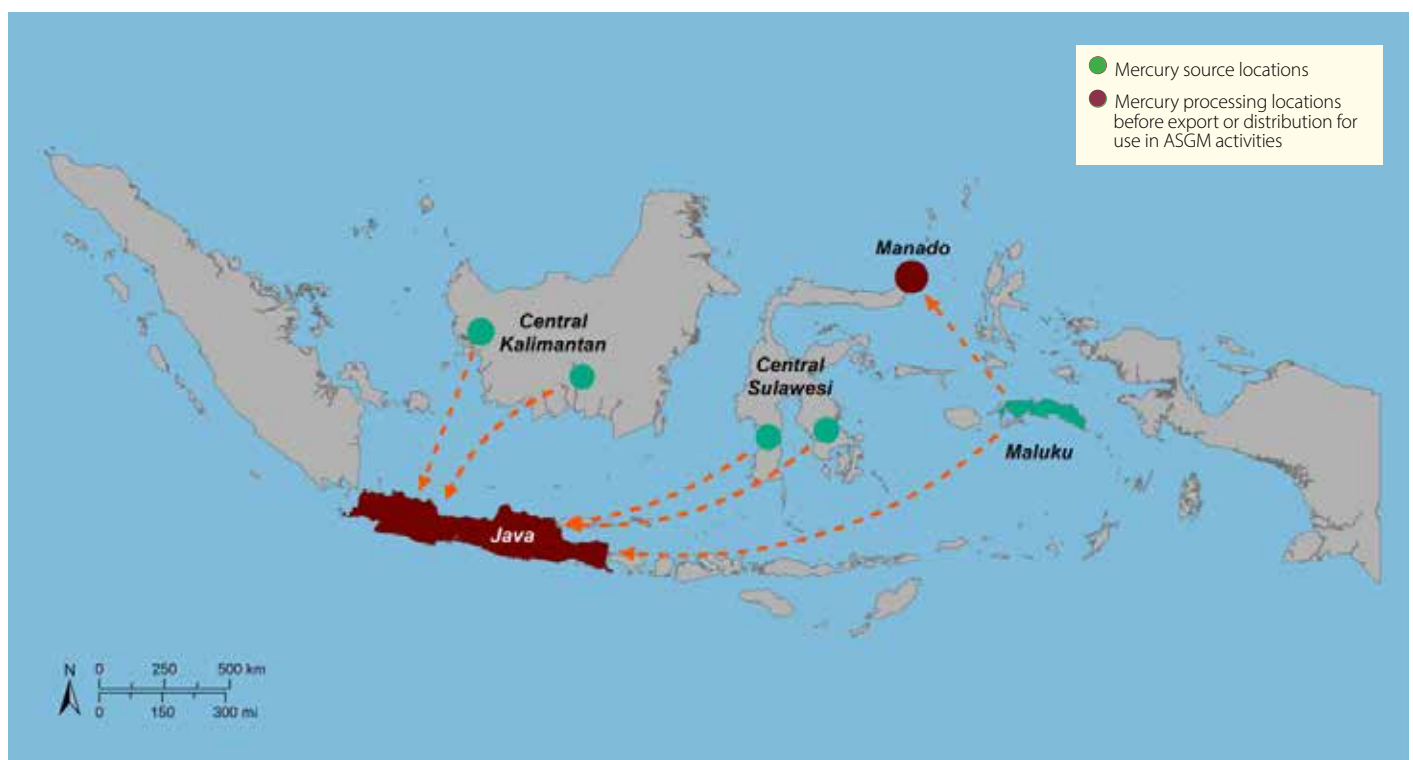 Mercury source locations
Mercury processing locations
before export or distribution for
use in ASGM activities
Manado
Central
Kalimantan
Central
Sulawesi
Maluku
Java
N 0 250 500 km
0 150 300 mi